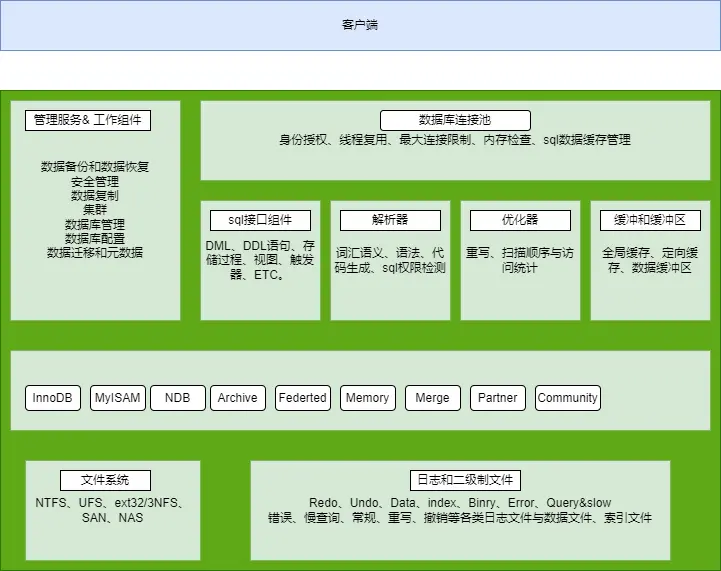 客户端
管理服务& 工作组件
数据备份和数据恢复
安全管理
数据复制
集群
数据库管理
数据库配置
数据迁移和元数据
数据库连接池
身份授权、线程复用、最大连接限制、内存检查、sql数据缓存管理
sql接口组件
DML、DDL语句、存
储过程、视图、触发
器、ETC。
解析器
词汇语义、语法、代
码生成、sql权限检测
优化器
重写、扫描顺序与访
问统计
缓冲和缓冲区
全局缓存、定向缓
存、数据缓冲区
InnoDB MyISAM NDB Archive Federted Memory Merge Partner Community
文件系统
NTFS、UFS、ext32/3NFS、
SAN、NAS
日志和二级制文件
Redo、Undo、Data、index、Binry、Error、Query&slow
错误、慢查询、常规、重写、撤销等各类日志文件与数据文件、索引文件